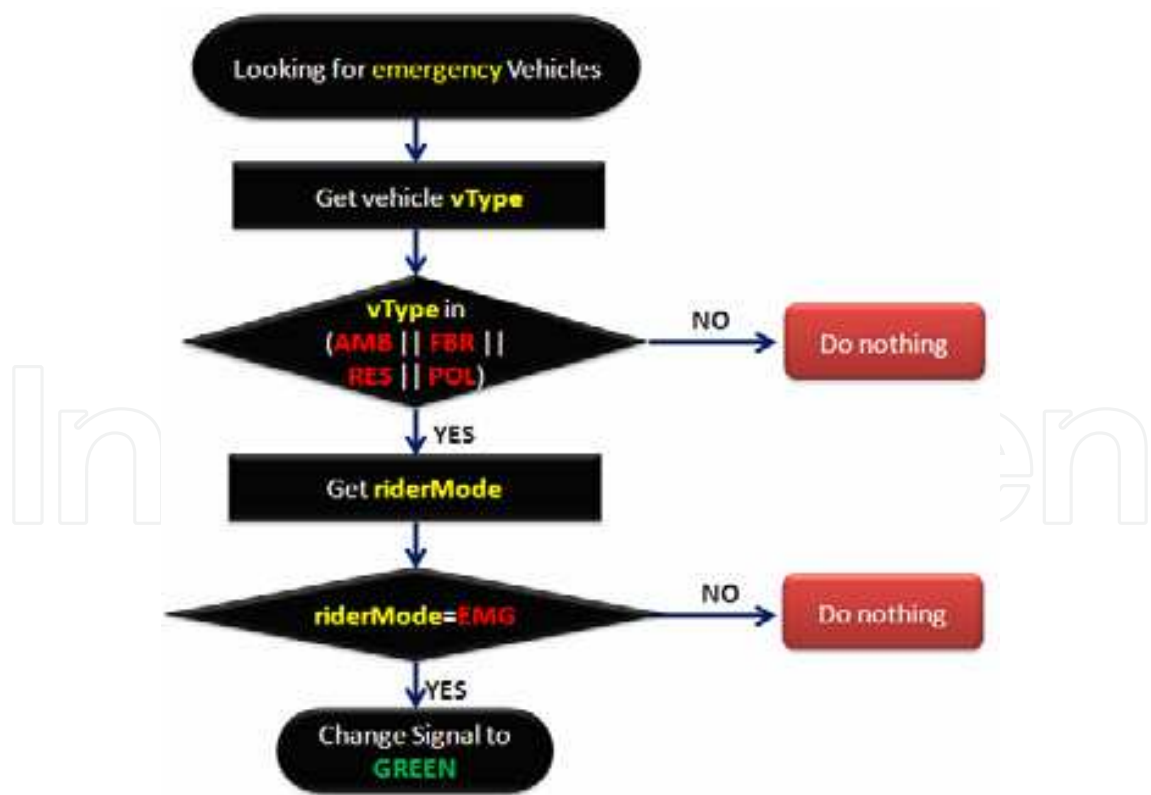 Looking for emergency Vehicles
Get vehicle vType
vType in
(AMB || FBR ||
RES || POL)
NO
Do nothing
YES
Get riderMode
riderMode=EMG
NO
Do nothing
YES
Change Signal to
GREEN